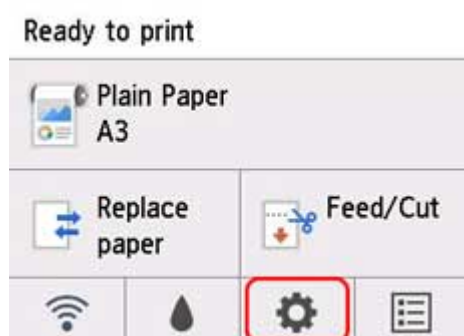 Ready to print
Plain Paper
A3
Replace
paper
Feed/Cut